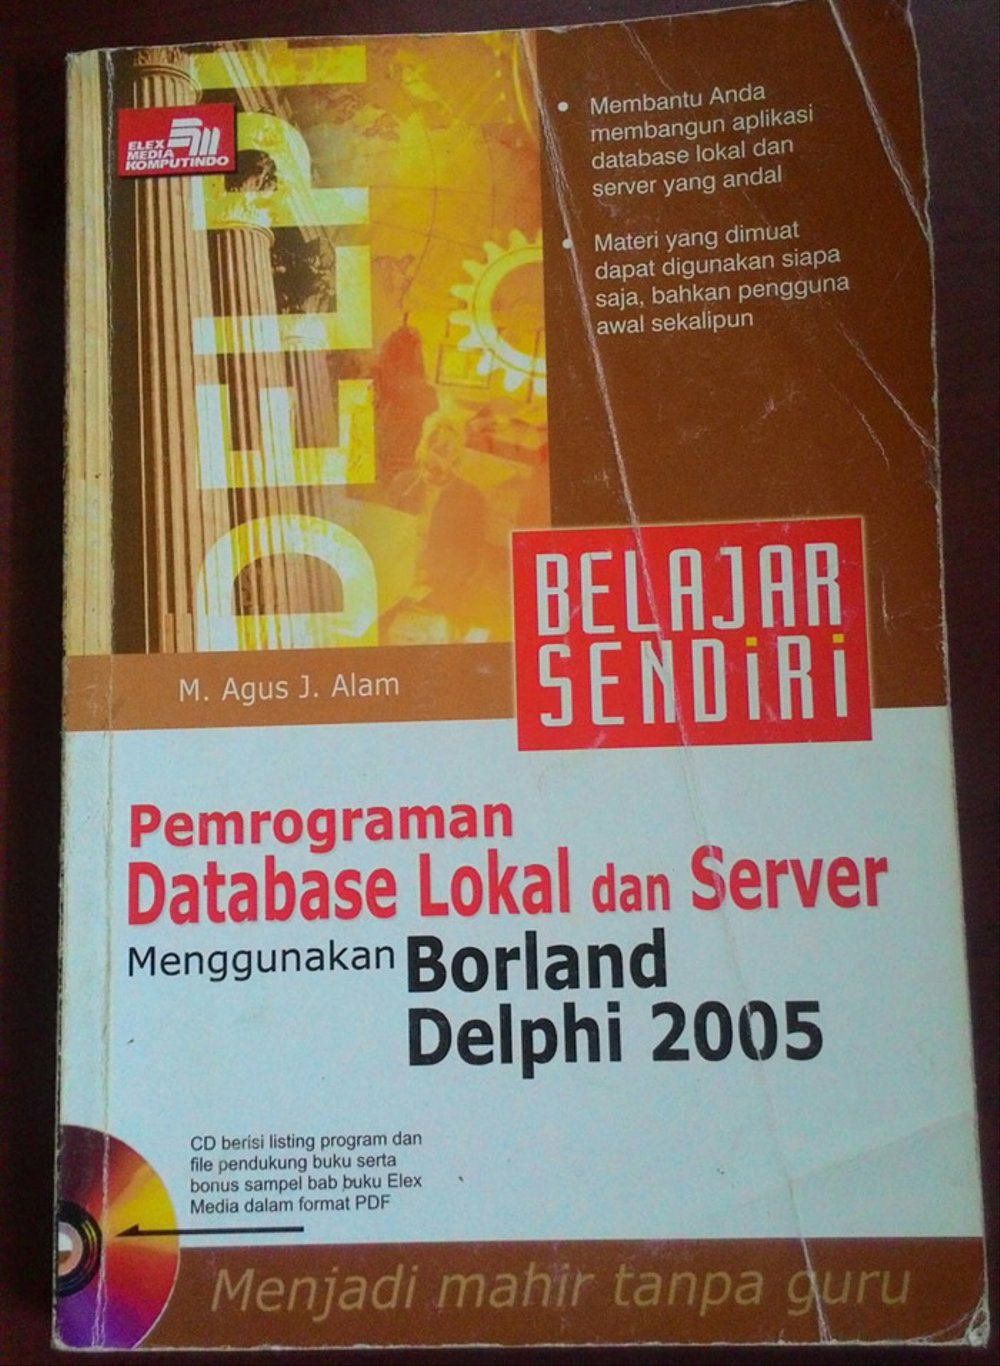 ELEX
MEDIA
KOMPUTINDO
DELPHI
• Membantu Anda
membangun aplikasi
database lokal dan
server yang andal
• Materi yang dimuat
dapat digunakan siapa
saja, bahkan pengguna
awal sekalipun
BELAJAR
SENDiRi
M. Agus J. Alam
Pemrograman
Database Lokal dan Server
Menggunakan Borland
Delphi 2005
CD berisi listing program dan
file pendukung buku serta
bonus sampel bab buku Elex
Media dalam format PDF
Menjadi mahir tanpa guru